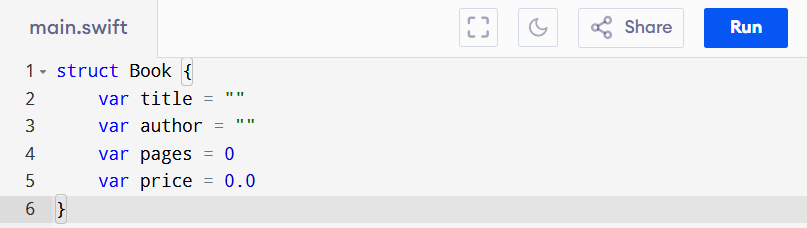 main.swift Share Run
1 struct Book {
2 var title = ""
3 var author = ""
4 var pages = 0
5 var price = 0.0
6 }